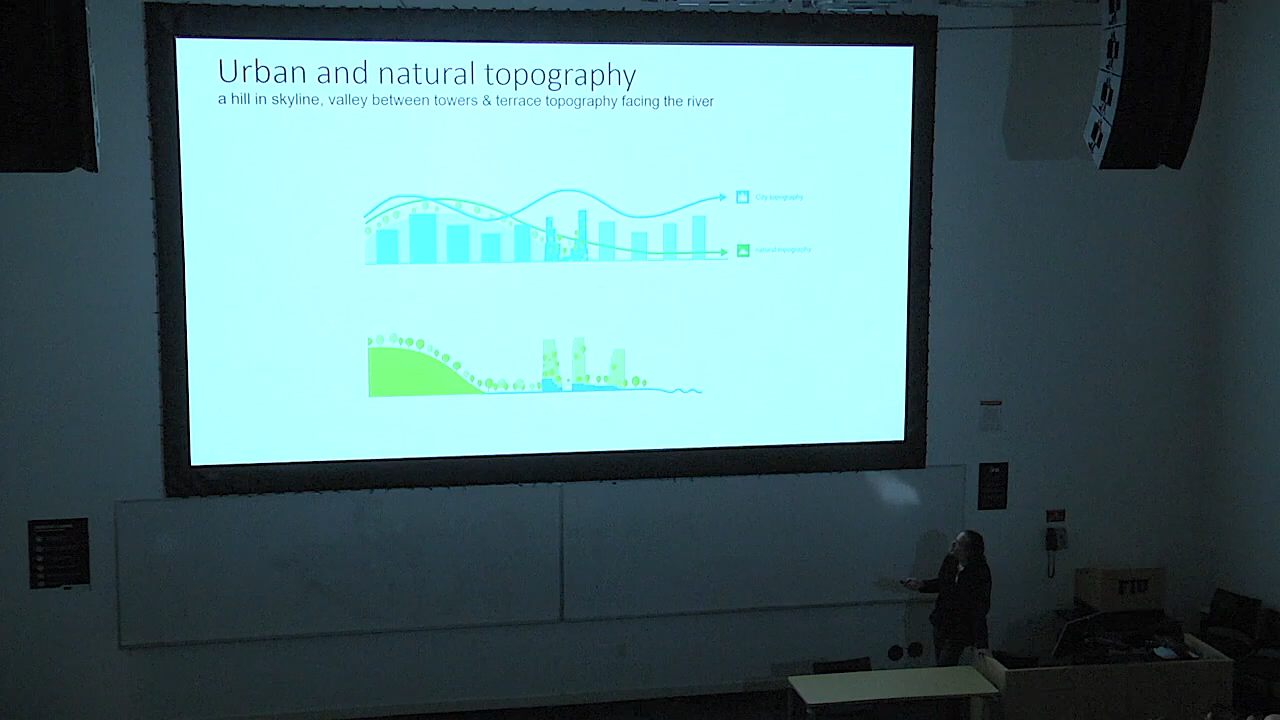 Urban and natural topography
a hill in skyline, valley between towers & terrace topography facing the river
City topography
natural topography
FIU